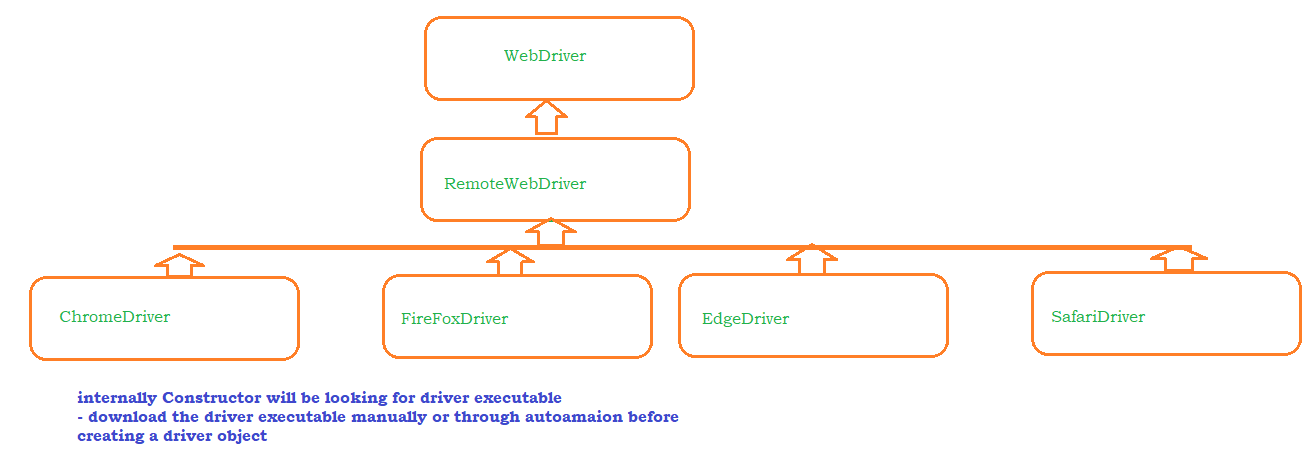 WebDriver
RemoteWebDriver
ChromeDriver
FireFoxDriver
EdgeDriver
SafariDriver
internally Constructor will be looking for driver executable
- download the driver executable manually or through autoamaion before
creating a driver object